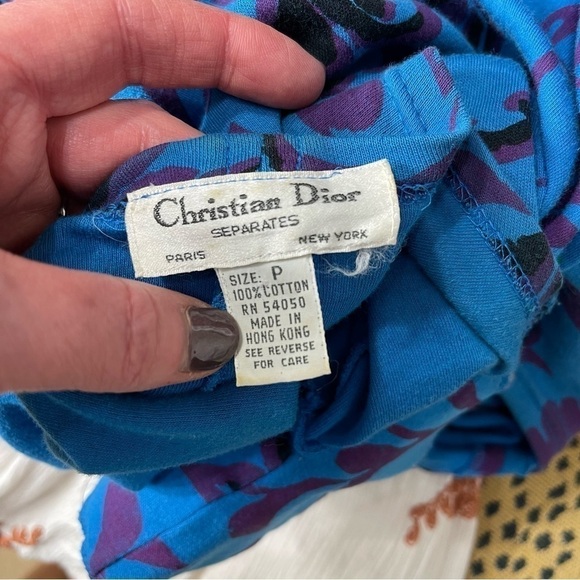 Christian Dior
SEPARATES
PARIS NEW YORK
SIZE: P
100% COTTON
RN 54050
MADE IN
HONG KONG
SEE REVERSE
FOR CARE